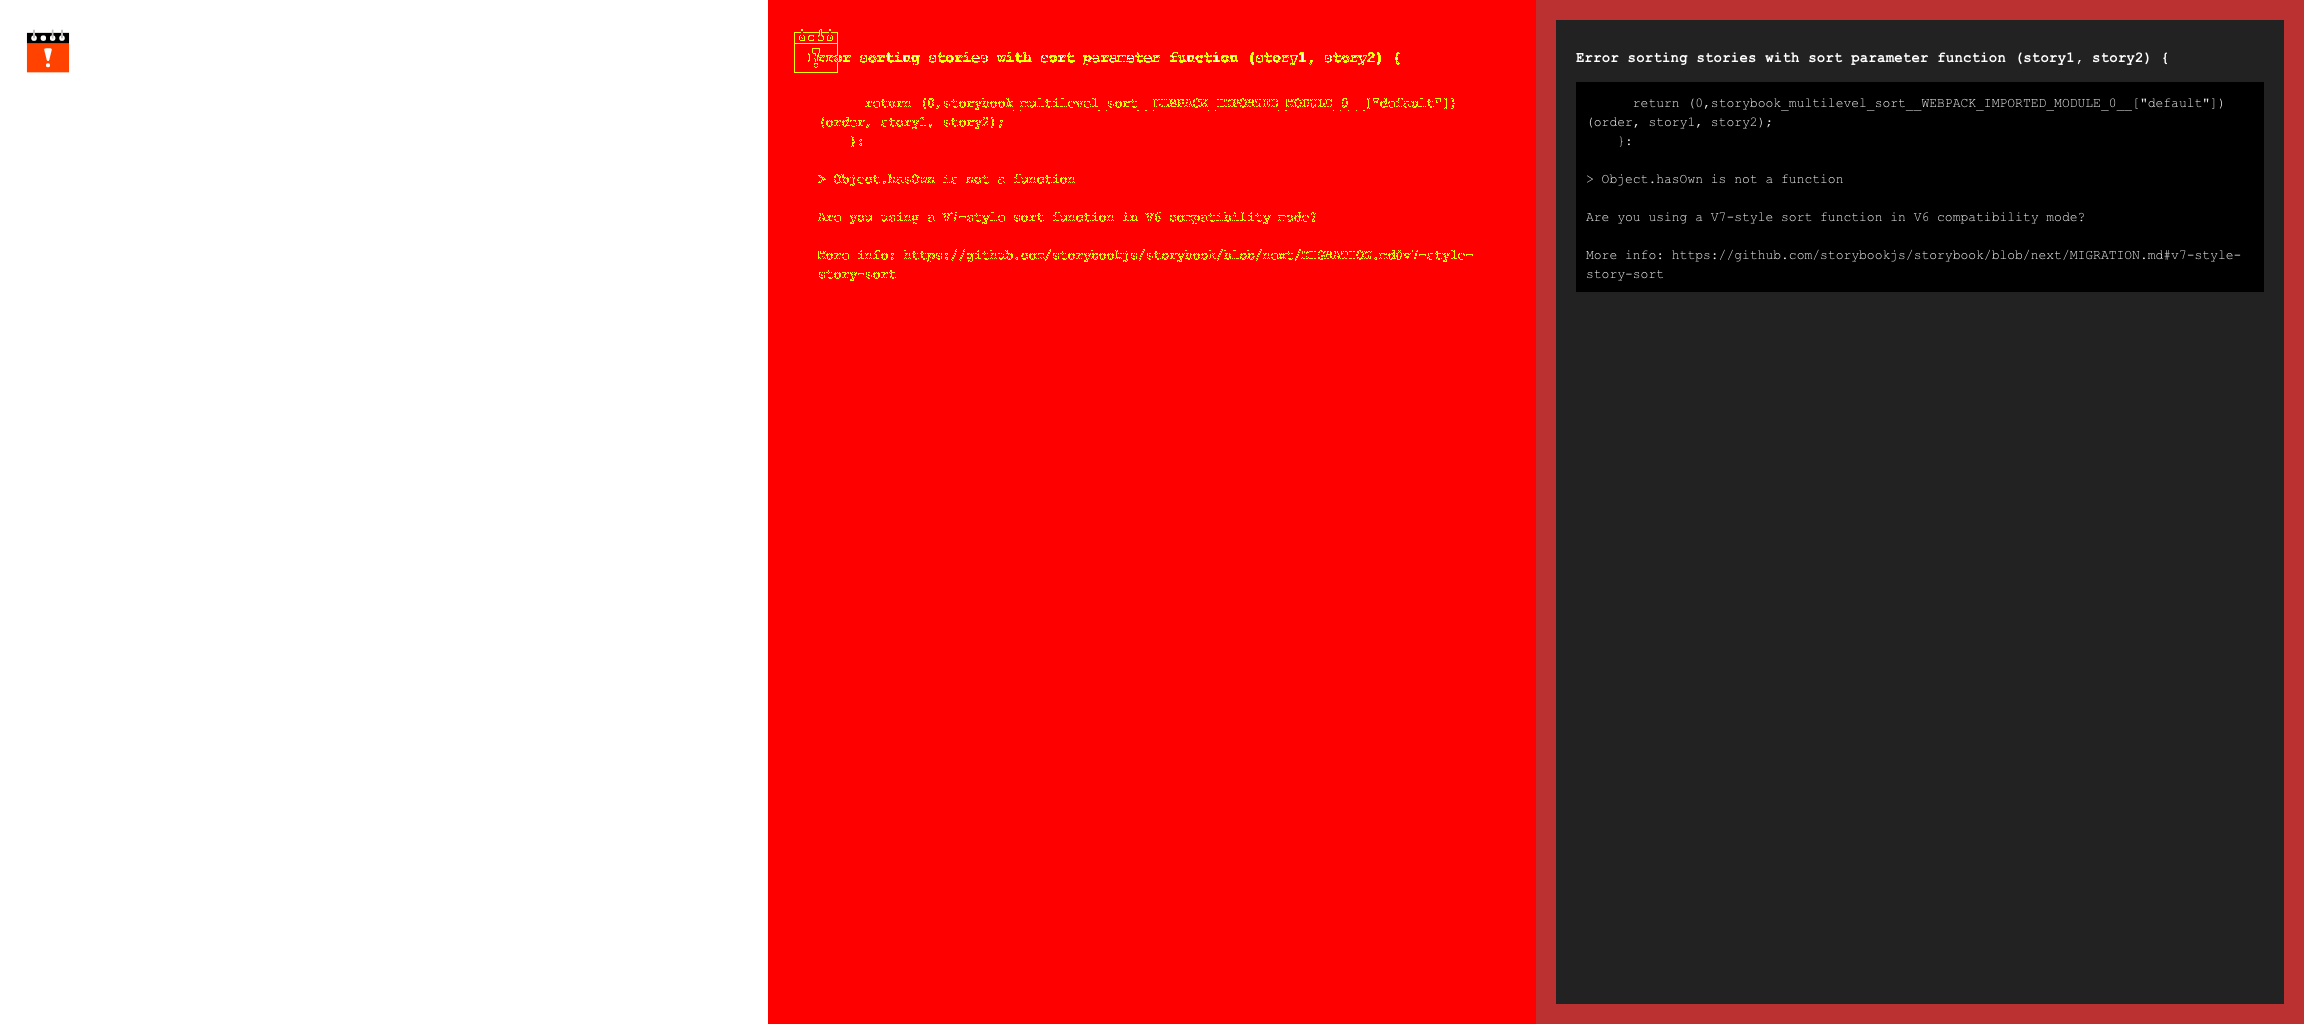 !
Error sorting stories with sort parameter function (story1, story2) {
return (0,storybook_multilevel_sort__WEBPACK_IMPORTED_MODULE_0__["default"])
(order, story1, story2);
}:
> Object.hasOwn is not a function
Are you using a V7-style sort function in V6 compatibility mode?
More info: https://github.com/storybookjs/storybook/blob/next/MIGRATION.md#v7-style-
story-sort
Error sorting stories with sort parameter function (story1, story2) {
return (0,storybook_multilevel_sort__WEBPACK_IMPORTED_MODULE_0__["default"])
(order, story1, story2);
}:
> Object.hasOwn is not a function
Are you using a V7-style sort function in V6 compatibility mode?
More info: https://github.com/storybookjs/storybook/blob/next/MIGRATION.md#v7-style-
story-sort